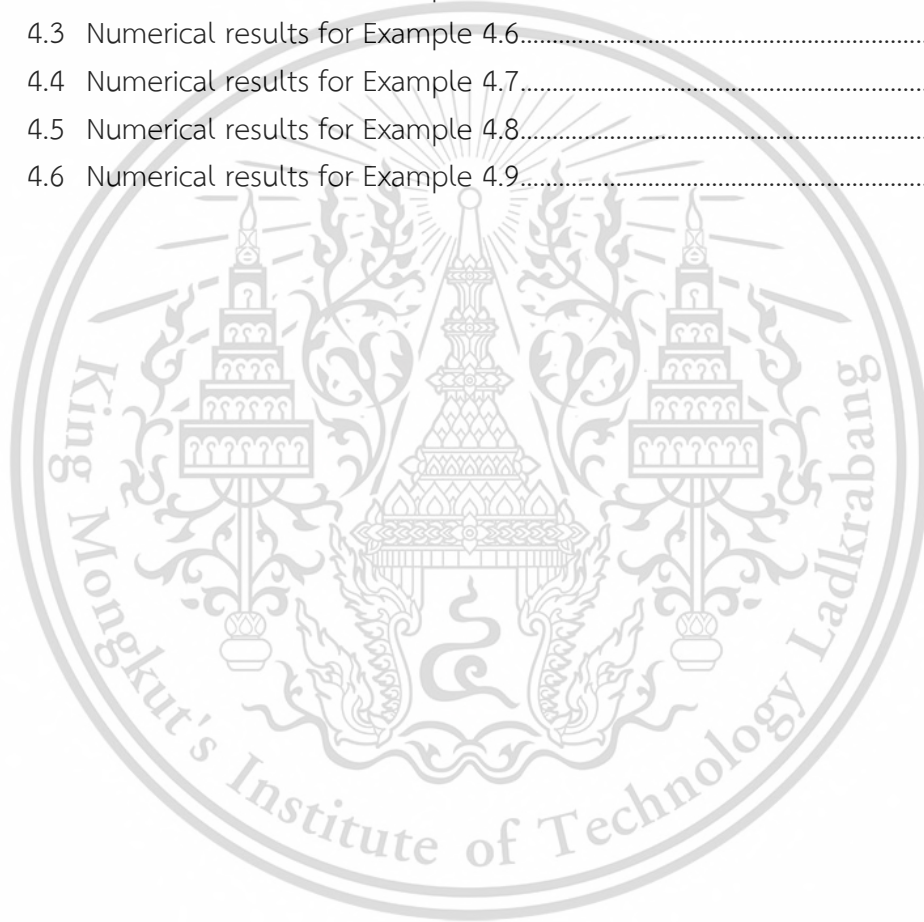 4.3 Numerical results for Example 4.6................................................................
4.4 Numerical results for Example 4.7................................................................
4.5 Numerical results for Example 4.8................................................................
4.6 Numerical results for Example 4.9................................................................
King Mongkut's Institute of Technology Ladkrabang